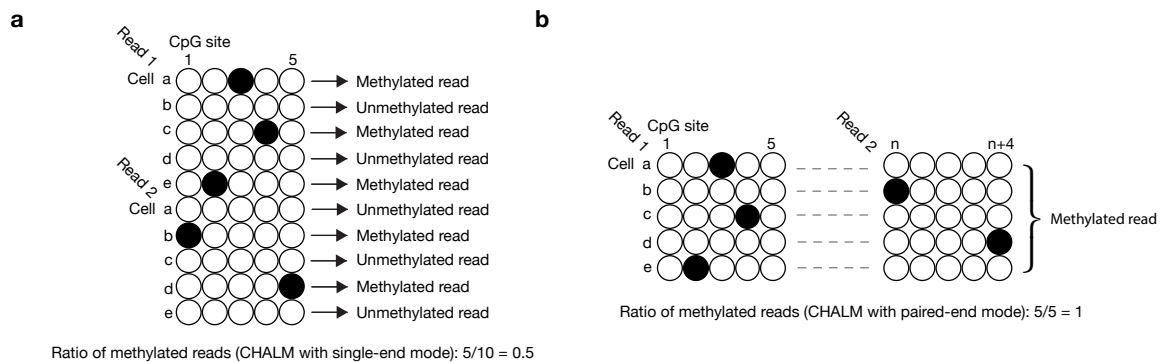 a
Read 1
CpG site
1 5
Cell a Methylated read
b Unmethylated read
c Methylated read
d Unmethylated read
e Methylated read
Read 2
Cell a Unmethylated read
b Methylated read
c Unmethylated read
d Methylated read
e Unmethylated read
Ratio of methylated reads (CHALM with single-end mode): 5/10 = 0.5
b
Read 1
CpG site
1 5
Read 2
n n+4
Cell a
b
c
d
e
Methylated read
Ratio of methylated reads (CHALM with paired-end mode): 5/5 = 1